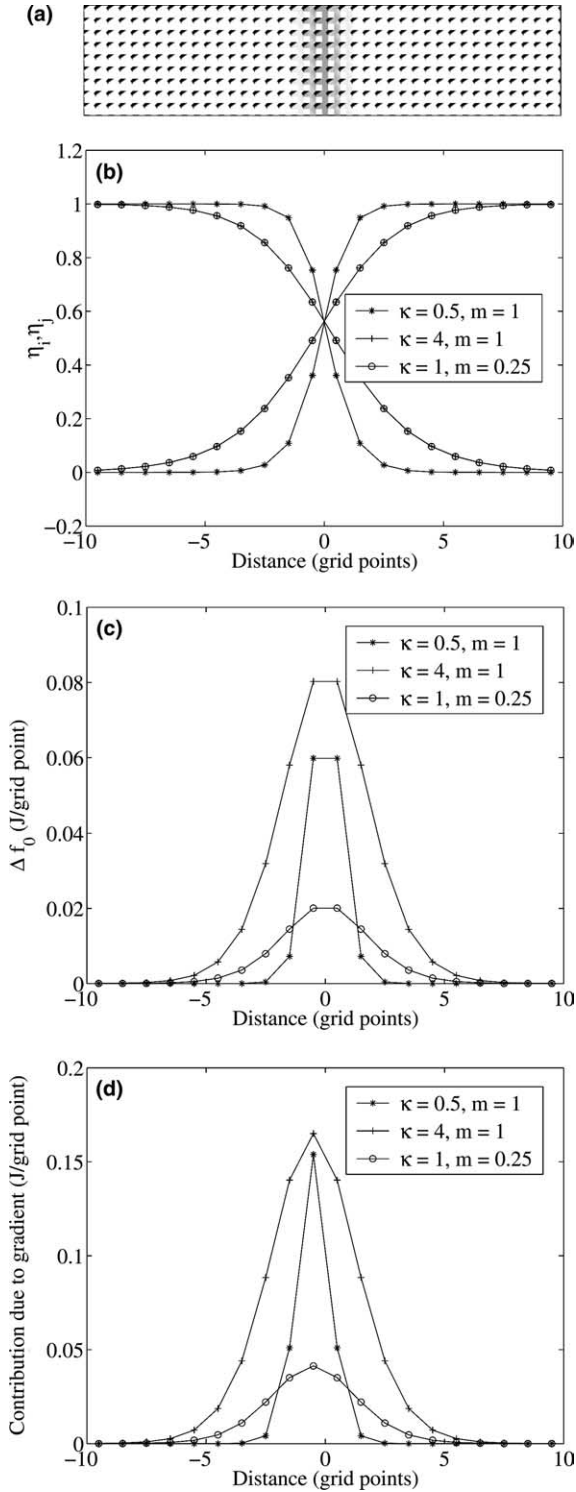 (a)
(b)
1.2
1
0.8
0.6
0.4
0.2
0
−0.2
ηi,ηj
κ = 0.5, m = 1
κ = 4, m = 1
κ = 1, m = 0.25
−10 −5 0 5 10
Distance (grid points)
(c)
0.1
0.08
0.06
0.04
0.02
0
Δ f0 (J/grid point)
κ = 0.5, m = 1
κ = 4, m = 1
κ = 1, m = 0.25
−10 −5 0 5 10
Distance (grid points)
(d)
0.2
0.15
0.1
0.05
0
Contribution due to gradient (J/grid point)
κ = 0.5, m = 1
κ = 4, m = 1
κ = 1, m = 0.25
−10 −5 0 5 10
Distance (grid points)